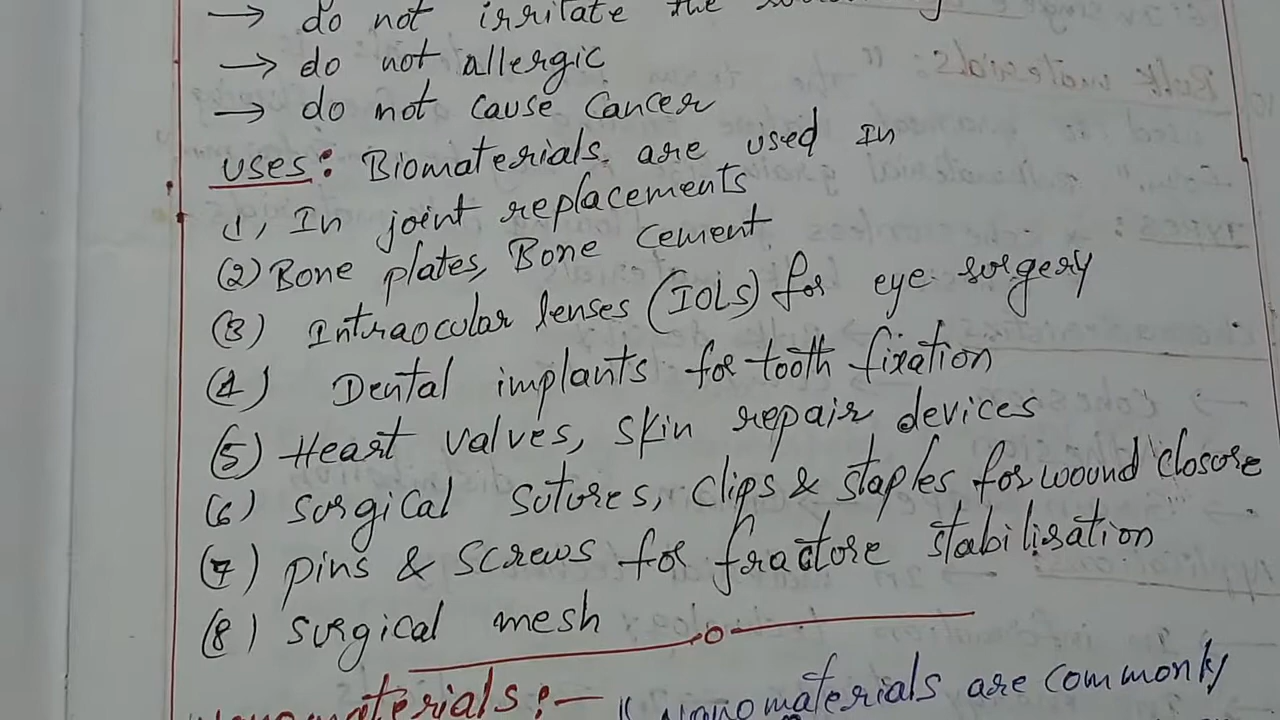 → do not irritate the
→ do not allergic
→ do not cause cancer
uses: Biomaterials are used In
(1) In joint replacements
(2) Bone plates, Bone cement
(3) Intraocular lenses (IOLs) for eye surgery
(4) Dental implants for tooth fixation
(5) Heart valves, skin repair devices
(6) surgical sutures, clips & staples for wound closure
(7) pins & screws for fracture stabilisation
(8) surgical mesh
materials:- "Nanomaterials are commonly